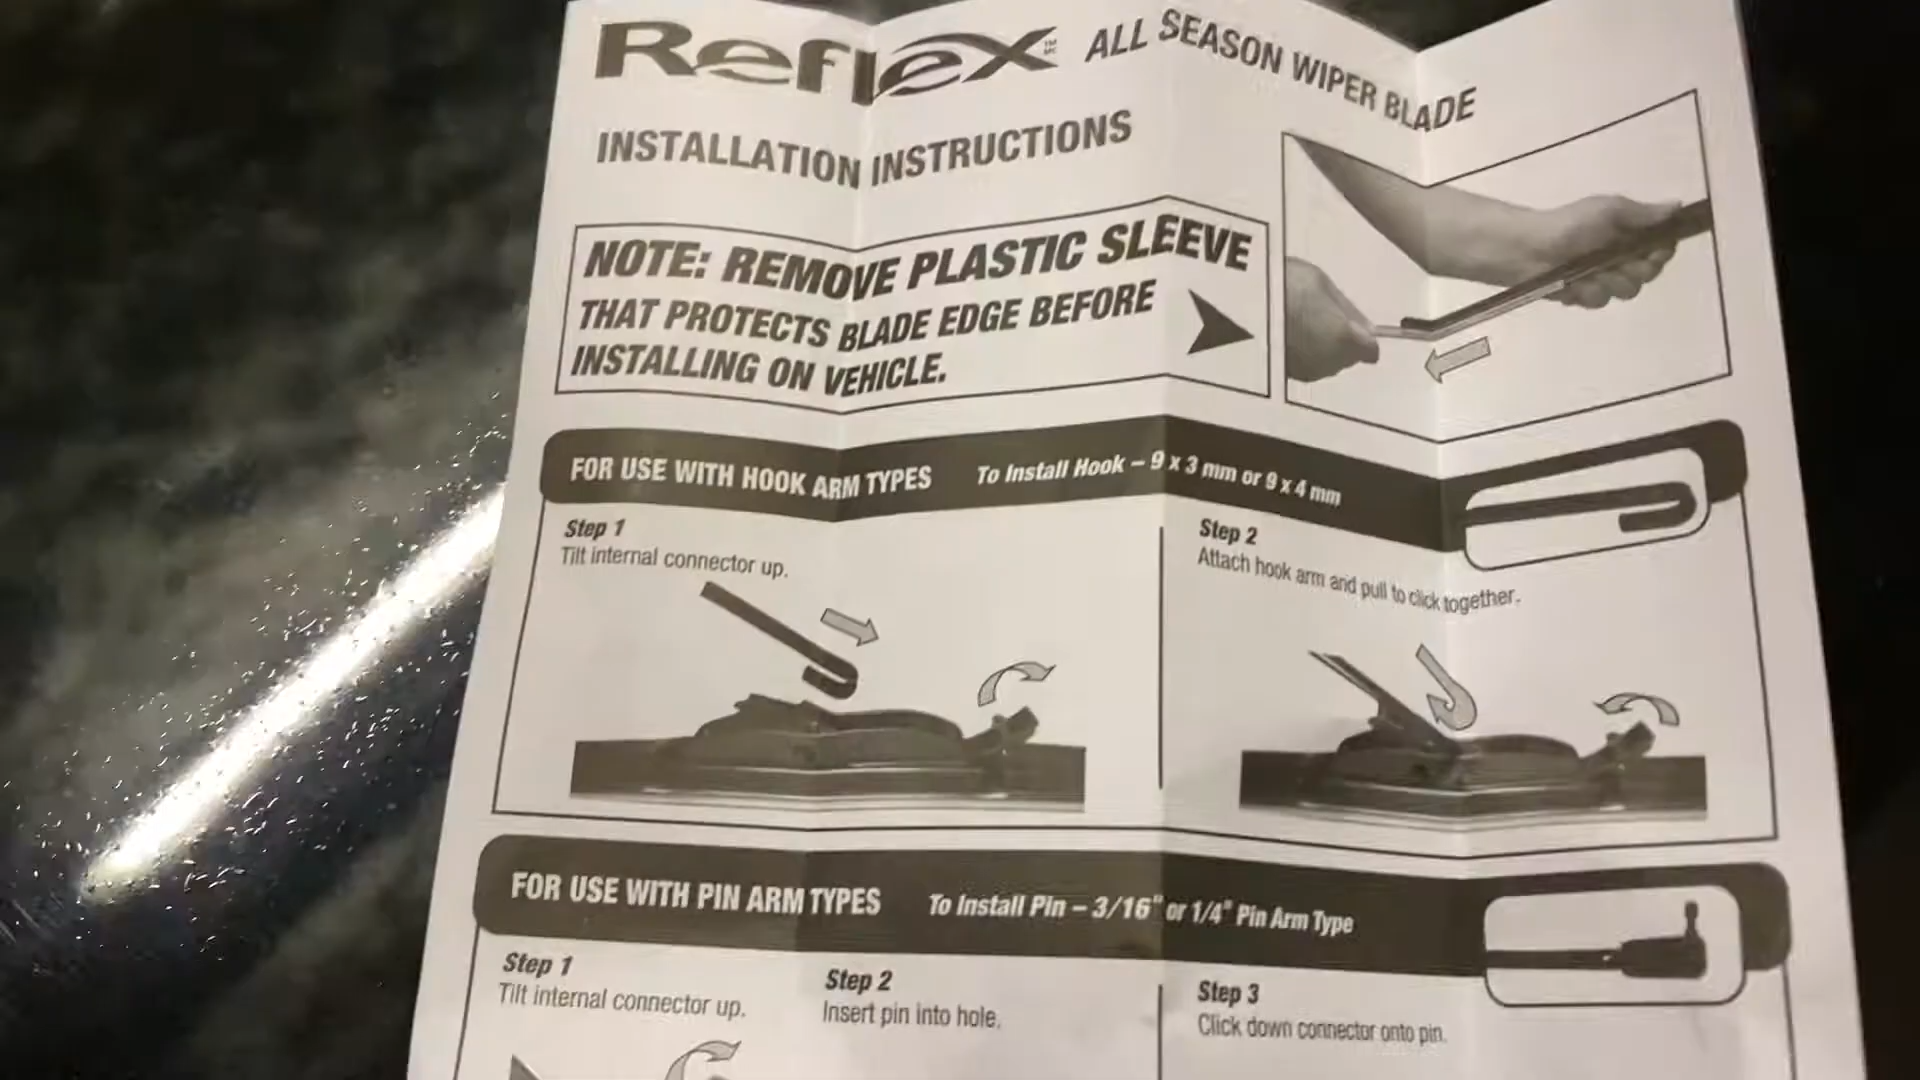 Reflex™ ALL SEASON WIPER BLADE
INSTALLATION INSTRUCTIONS
NOTE: REMOVE PLASTIC SLEEVE
THAT PROTECTS BLADE EDGE BEFORE
INSTALLING ON VEHICLE.
FOR USE WITH HOOK ARM TYPES To Install Hook – 9 x 3 mm or 9 x 4 mm
Step 1
Tilt internal connector up.
Step 2
Attach hook arm and pull to click together.
FOR USE WITH PIN ARM TYPES To Install Pin – 3/16" or 1/4" Pin Arm Type
Step 1
Tilt internal connector up.
Step 2
Insert pin into hole.
Step 3
Click down connector onto pin.